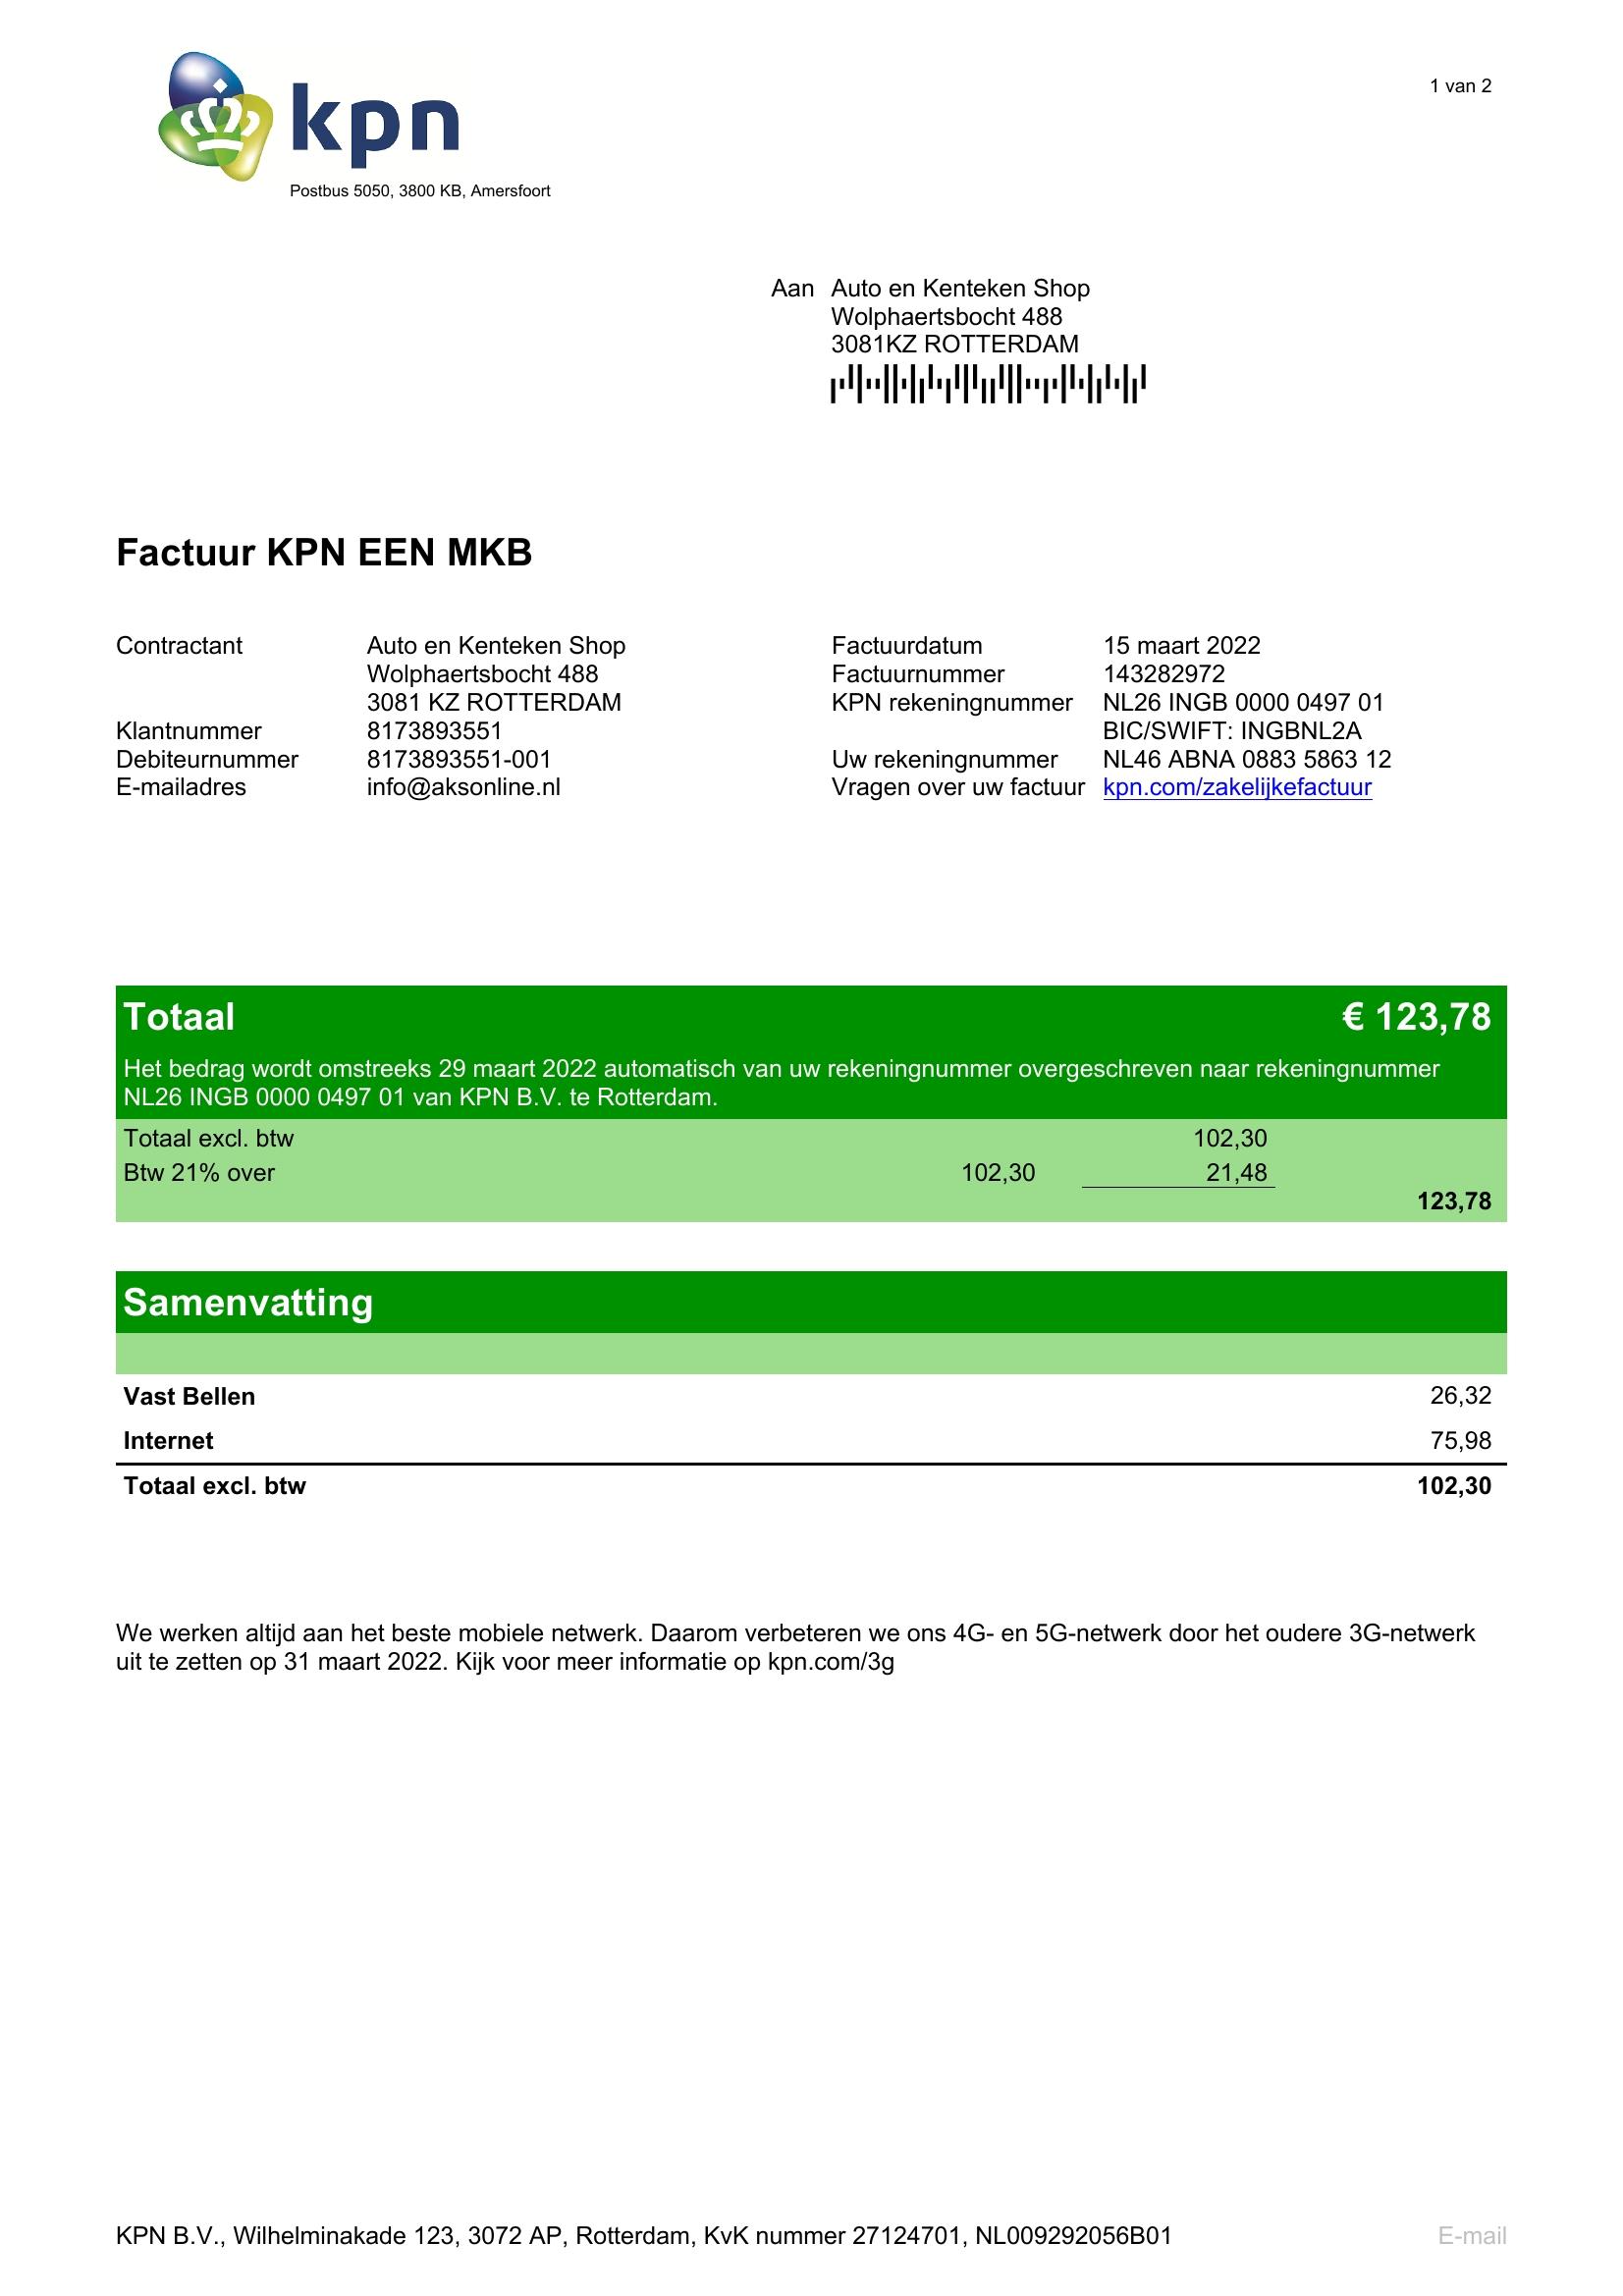 kpn
1 van 2
Postbus 5050, 3800 KB, Amersfoort
Aan Auto en Kenteken Shop
Wolphaertsbocht 488
3081KZ ROTTERDAM
Factuur KPN EEN MKB
Contractant Auto en Kenteken Shop
Wolphaertsbocht 488
3081 KZ ROTTERDAM
Klantnummer 8173893551
Debiteurnummer 8173893551-001
E-mailadres info@aksonline.nl
Factuurdatum 15 maart 2022
Factuurnummer 143282972
KPN rekeningnummer NL26 INGB 0000 0497 01
BIC/SWIFT: INGBNL2A
Uw rekeningnummer NL46 ABNA 0883 5863 12
Vragen over uw factuur kpn.com/zakelijkefactuur
Totaal € 123,78
Het bedrag wordt omstreeks 29 maart 2022 automatisch van uw rekeningnummer overgeschreven naar rekeningnummer
NL26 INGB 0000 0497 01 van KPN B.V. te Rotterdam.
Totaal excl. btw 102,30
Btw 21% over 102,30 21,48
123,78
Samenvatting
Vast Bellen 26,32
Internet 75,98
Totaal excl. btw 102,30
We werken altijd aan het beste mobiele netwerk. Daarom verbeteren we ons 4G- en 5G-netwerk door het oudere 3G-netwerk
uit te zetten op 31 maart 2022. Kijk voor meer informatie op kpn.com/3g
KPN B.V., Wilhelminakade 123, 3072 AP, Rotterdam, KvK nummer 27124701, NL009292056B01 E-mail